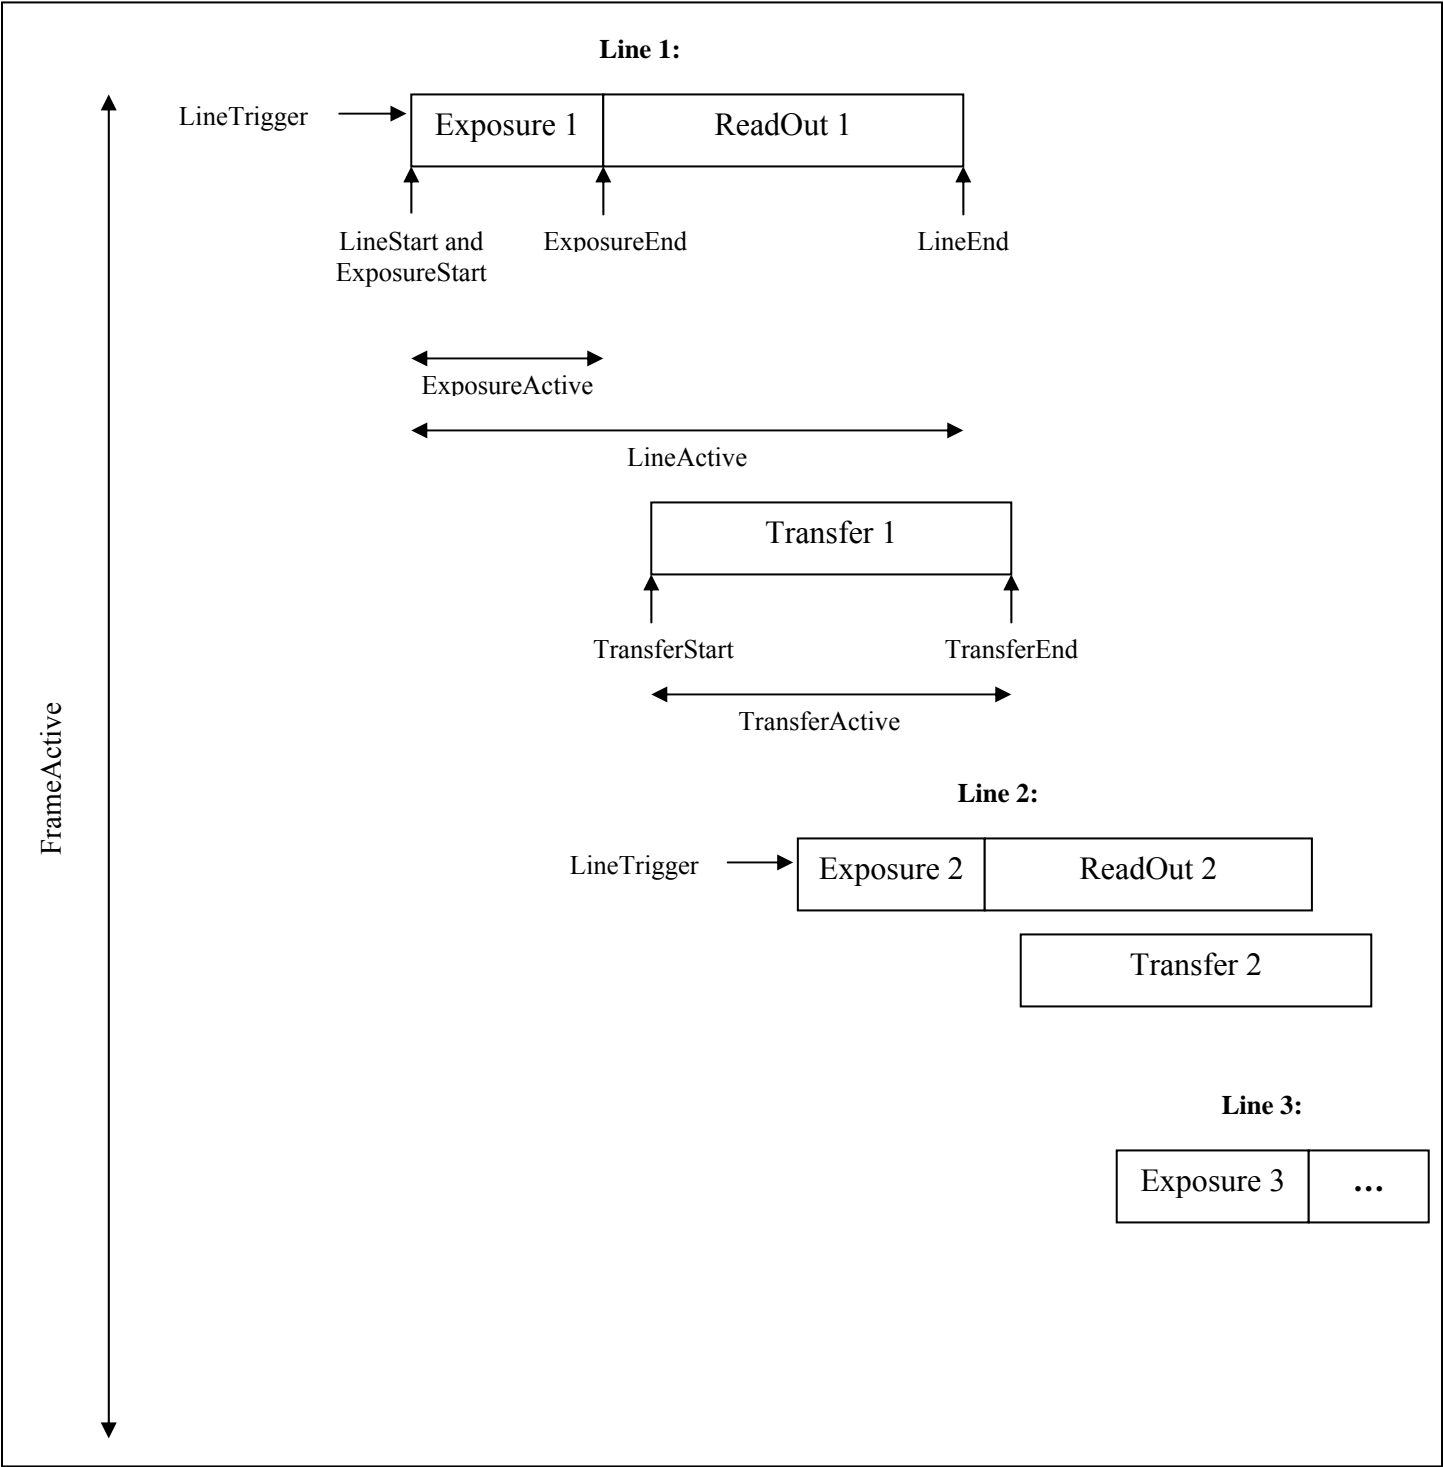 Line 1:
LineTrigger
Exposure 1
ReadOut 1
LineStart and
ExposureStart
ExposureEnd
LineEnd
ExposureActive
LineActive
Transfer 1
TransferStart
TransferEnd
TransferActive
FrameActive
Line 2:
LineTrigger
Exposure 2
ReadOut 2
Transfer 2
Line 3:
Exposure 3
...